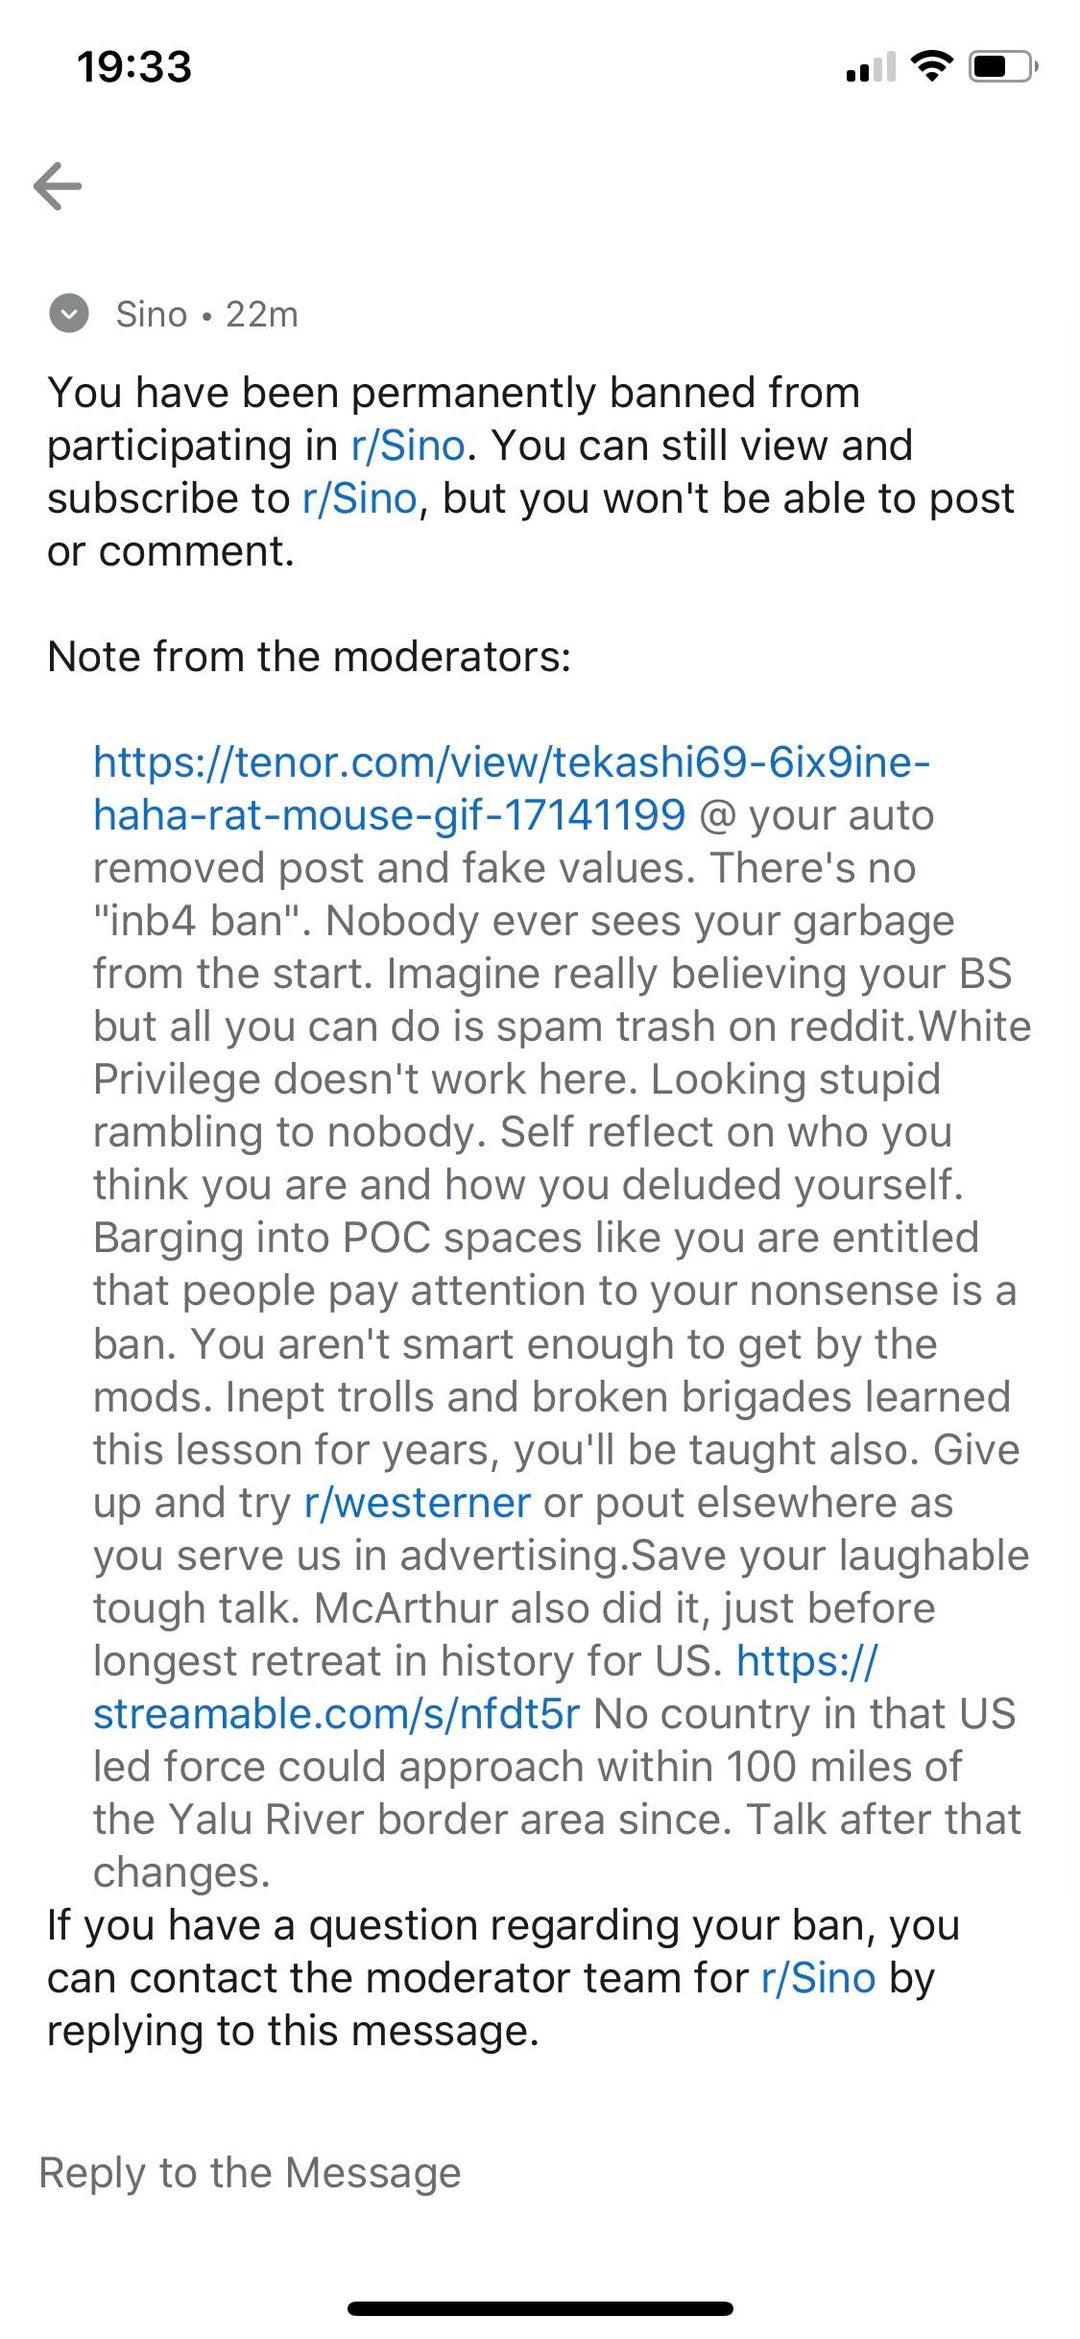 19:33
Sino • 22m
You have been permanently banned from
participating in r/Sino. You can still view and
subscribe to r/Sino, but you won't be able to post
or comment.
Note from the moderators:
https://tenor.com/view/tekashi69-6ix9ine-
haha-rat-mouse-gif-17141199 @ your auto
removed post and fake values. There's no
"inb4 ban". Nobody ever sees your garbage
from the start. Imagine really believing your BS
but all you can do is spam trash on reddit.White
Privilege doesn't work here. Looking stupid
rambling to nobody. Self reflect on who you
think you are and how you deluded yourself.
Barging into POC spaces like you are entitled
that people pay attention to your nonsense is a
ban. You aren't smart enough to get by the
mods. Inept trolls and broken brigades learned
this lesson for years, you'll be taught also. Give
up and try r/westerner or pout elsewhere as
you serve us in advertising.Save your laughable
tough talk. McArthur also did it, just before
longest retreat in history for US. https://
streamable.com/s/nfdt5r No country in that US
led force could approach within 100 miles of
the Yalu River border area since. Talk after that
changes.
If you have a question regarding your ban, you
can contact the moderator team for r/Sino by
replying to this message.
Reply to the Message